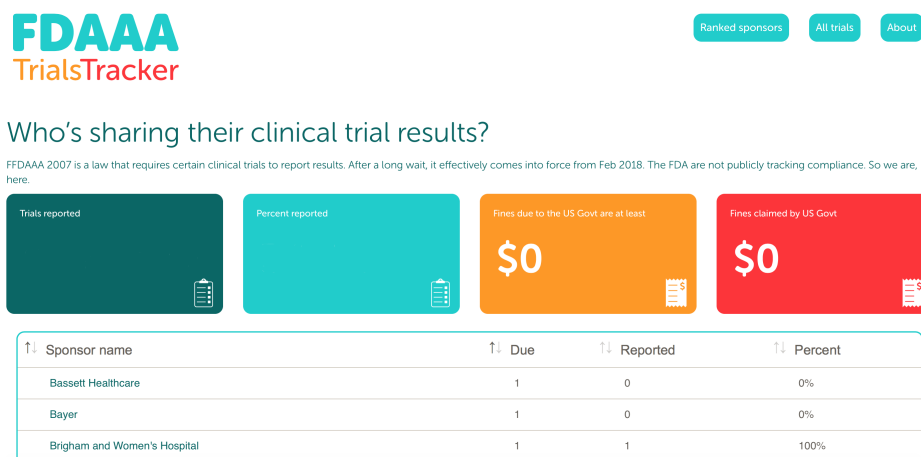 FDAAA
TrialsTracker
Ranked sponsors
All trials
About
Who's sharing their clinical trial results?
FFDAAA 2007 is a law that requires certain clinical trials to report results. After a long wait, it effectively comes into force from Feb 2018. The FDA are not publicly tracking compliance. So we are,
here.
Trials reported
Percent reported
Fines due to the US Govt are at least
$0
Fines claimed by US Govt
$0
Sponsor name Due Reported Percent
Bassett Healthcare 1 0 0%
Bayer 1 0 0%
Brigham and Women's Hospital 1 1 100%